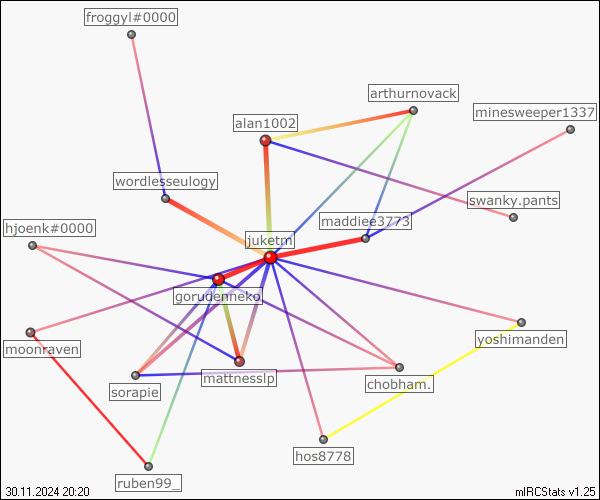 froggyl#0000
arthurnovack
minesweeper1337
alan1002
wordlesseulogy
swanky.pants
maddiee3773
hjoenk#0000
juketm
gorudenneko.
yoshimanden
moonraven
mattnesslp
chobham.
sorapie
hos8778
ruben99_
30.11.2024 20:20
mIRCStats v1.25